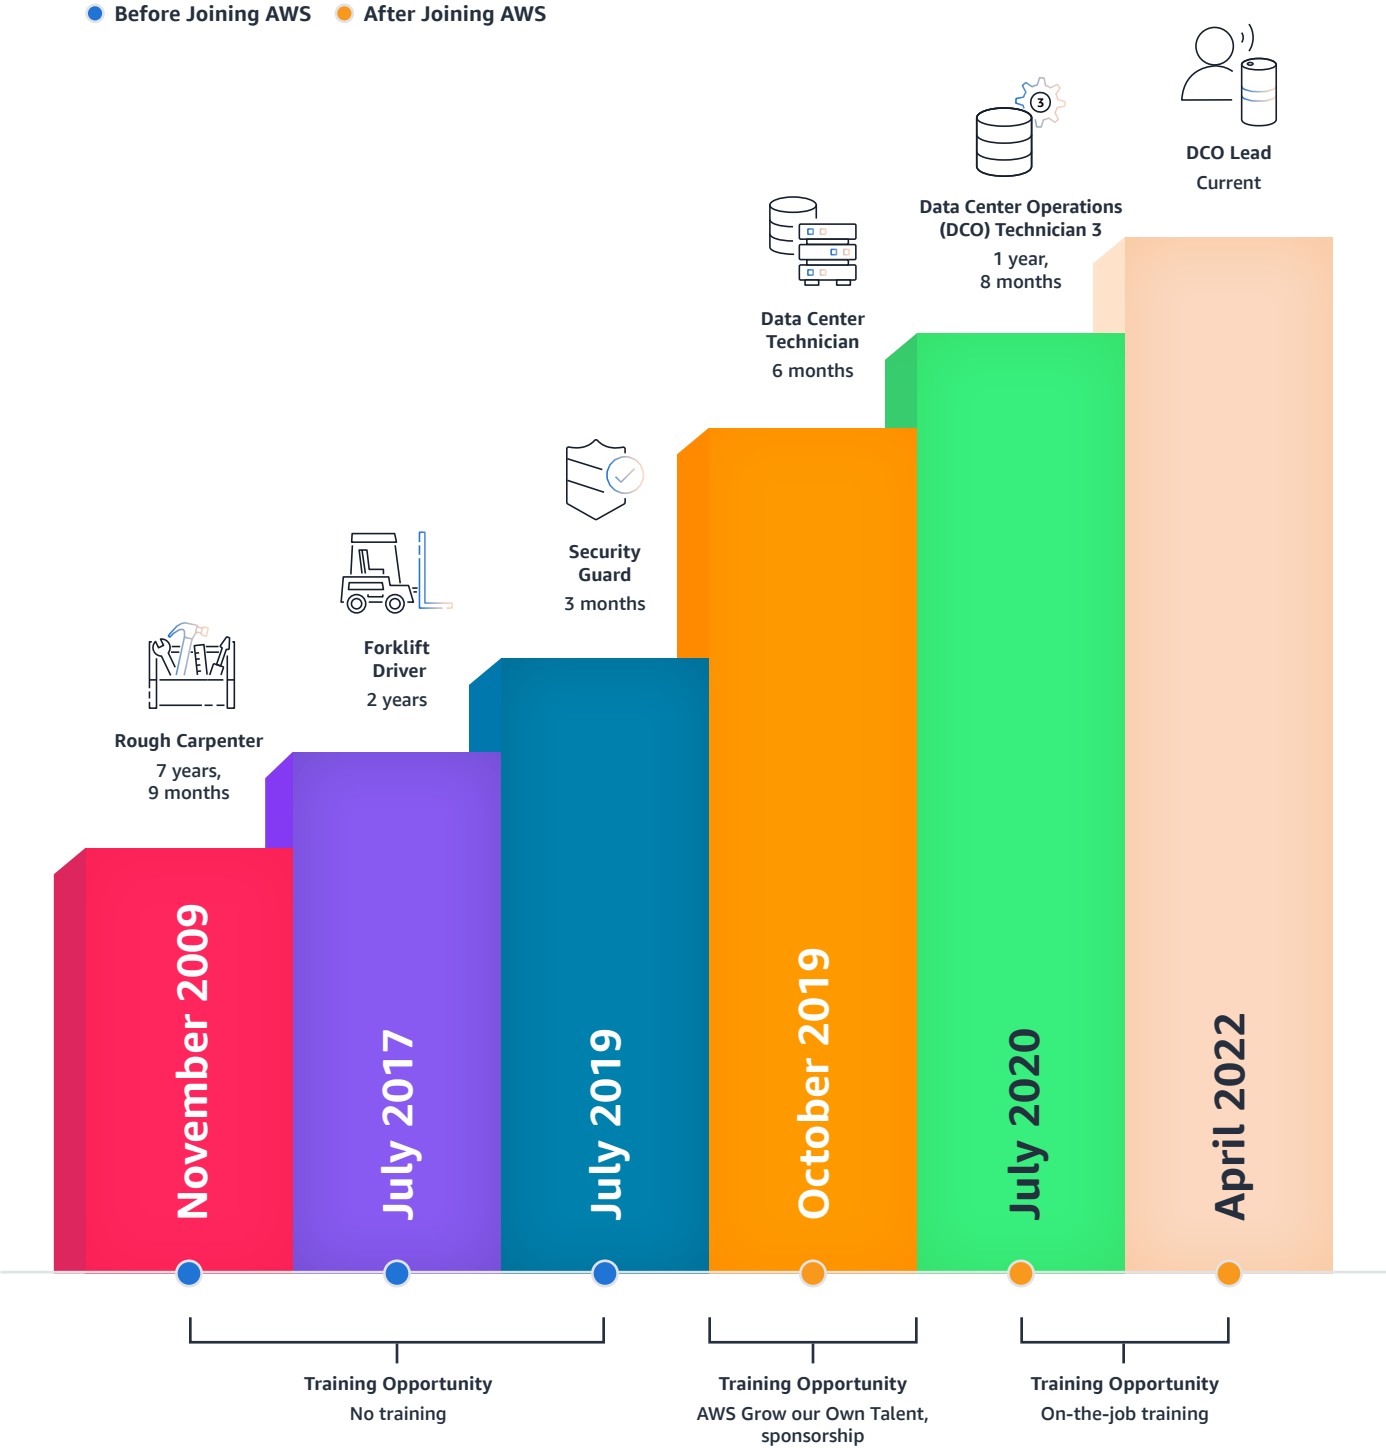 Before Joining AWS
After Joining AWS
Rough Carpenter
7 years,
9 months
Forklift
Driver
2 years
Security
Guard
3 months
Data Center
Technician
6 months
3
Data Center Operations
(DCO) Technician 3
1 year,
8 months
DCO Lead
Current
November 2009
July 2017
July 2019
October 2019
July 2020
April 2022
Training Opportunity
No training
Training Opportunity
AWS Grow our Own Talent,
sponsorship
Training Opportunity
On-the-job training